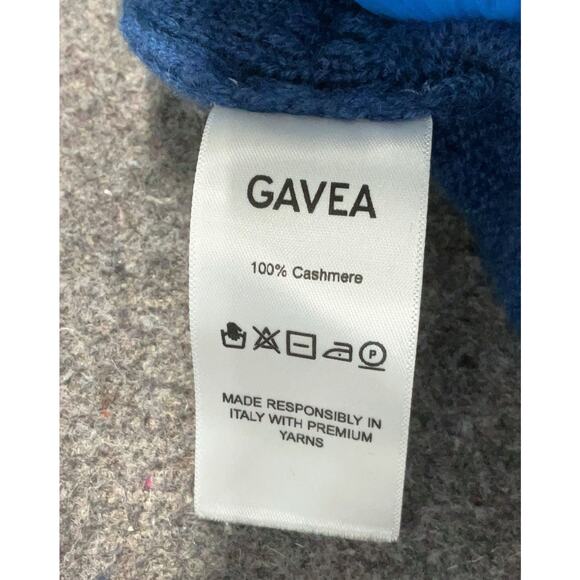 GAVEA
100% Cashmere
P
MADE RESPONSIBLY IN
ITALY WITH PREMIUM
YARNS